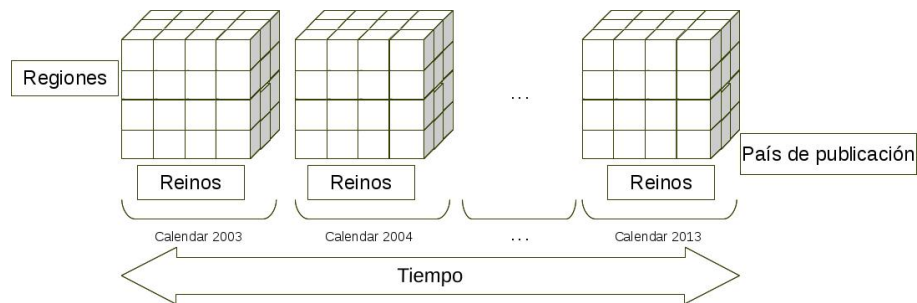 Regiones
...
País de publicación
Reinos
Reinos
Reinos
Calendar 2003
Calendar 2004
...
Calendar 2013
Tiempo